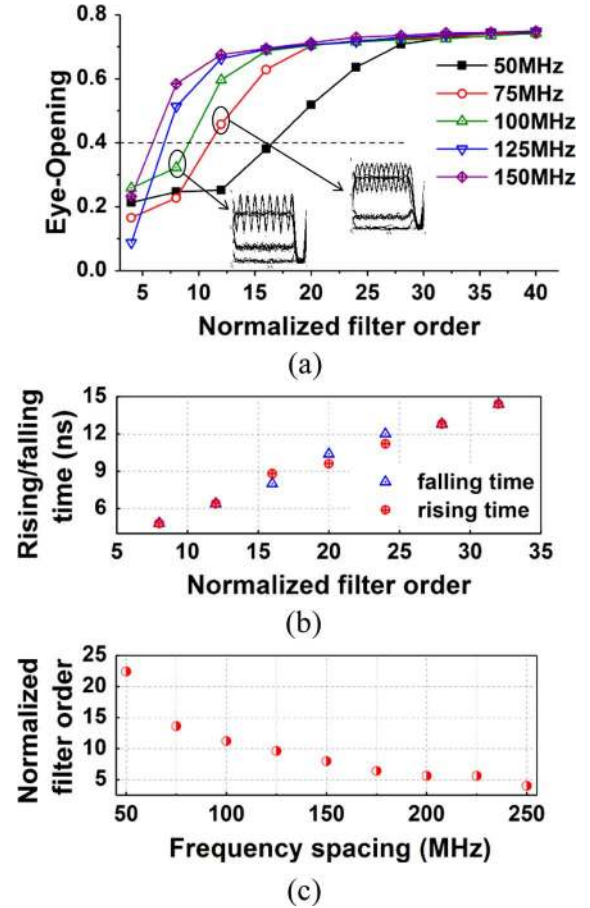 (a)
0.8
0.6
0.4
0.2
0.0
Eye-Opening
50MHz
75MHz
100MHz
125MHz
150MHz
5 10 15 20 25 30 35 40
Normalized filter order
(a)
15
12
9
6
Rising/falling
time (ns)
falling time
rising time
5 10 15 20 25 30 35
Normalized filter order
(b)
25
20
15
10
5
Normalized
filter order
50 100 150 200 250
Frequency spacing (MHz)
(c)